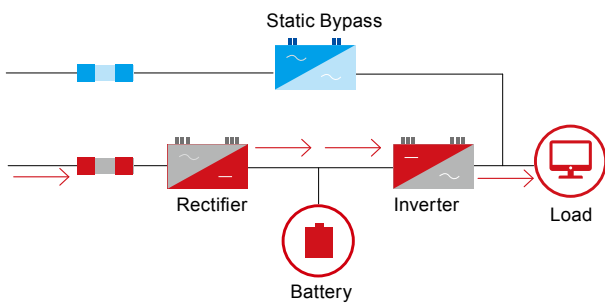 Static Bypass
Rectifier
Inverter
Load
Battery